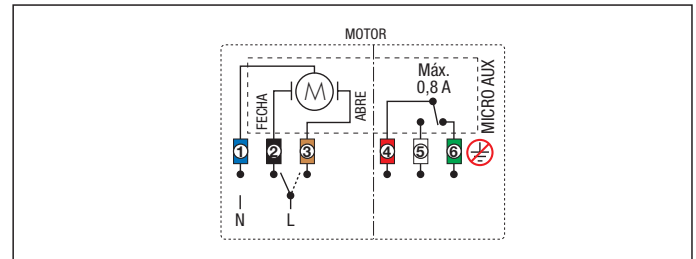 MOTOR
Máx.
0,8 A
M
FECHA
ABRE
MICRO AUX
1 2 3 4 5 6
N L